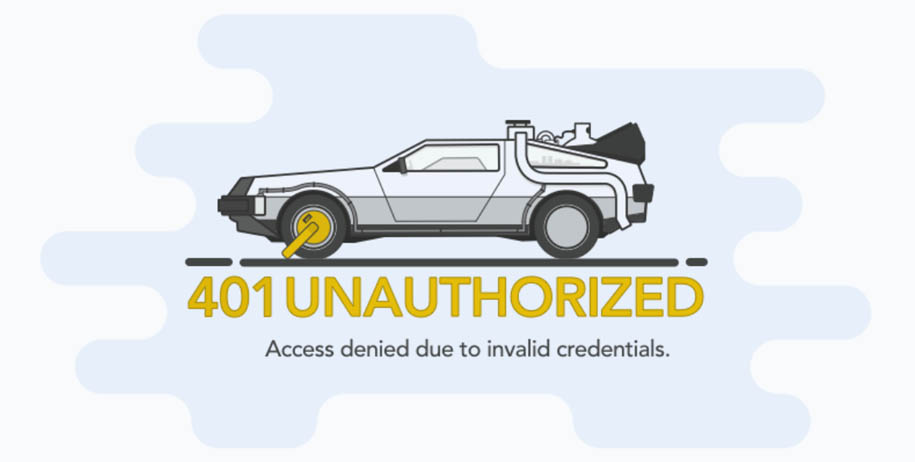 401 UNAUTHORIZED
Access denied due to invalid credentials.